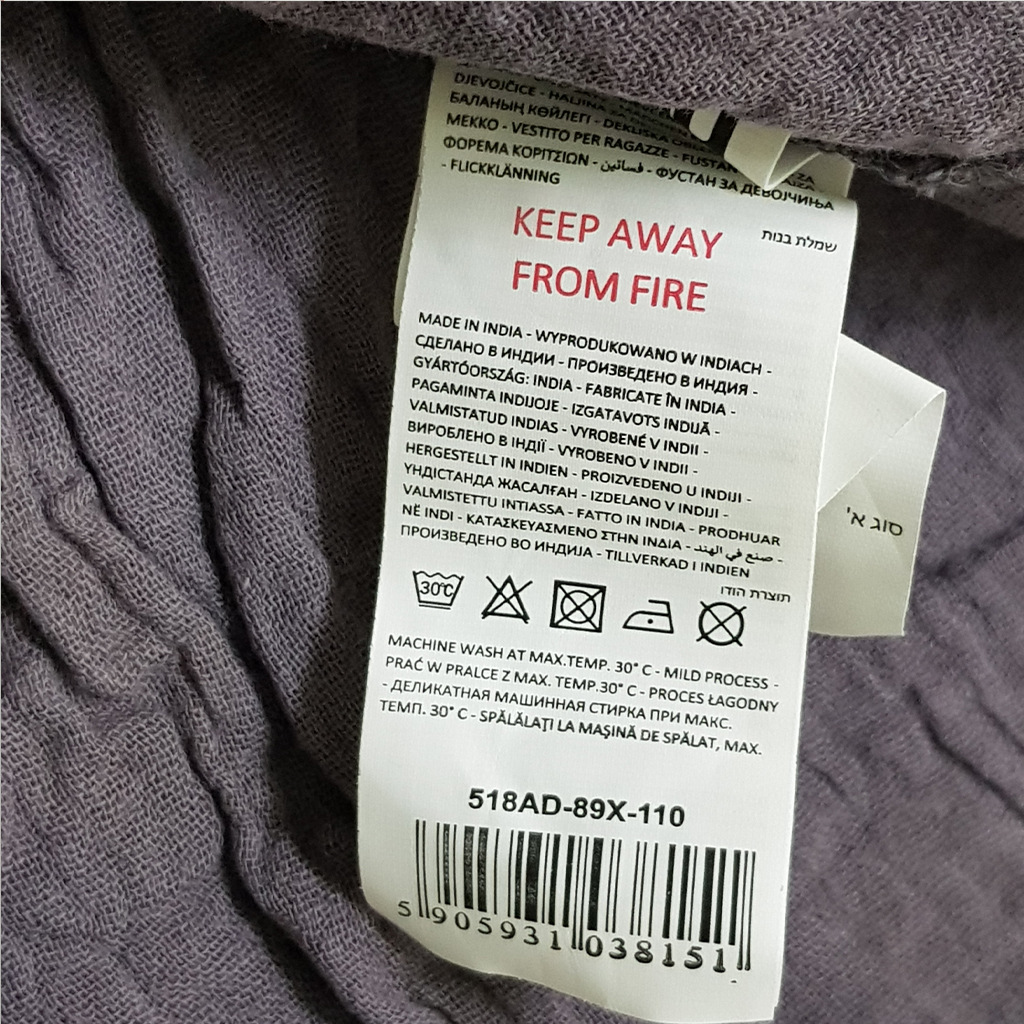 DJEVOJČICE - HALJINA -
БАЛАНЫҢ КӨЙЛЕГІ - DEKLIŠKA
MEKKO - VESTITO PER RAGAZZE - FUSTAN
ΦΟΡΕΜΑ ΚΟΡΙΤΣΙΩΝ - فساتين - ФУСТАН ЗА ДЕВОЈЧИЊА
- FLICKKLÄNNING
שמלת בנות
KEEP AWAY
FROM FIRE
MADE IN INDIA - WYPRODUKOWANO W INDIACH -
СДЕЛАНО В ИНДИИ - ПРОИЗВЕДЕНО В ИНДИЯ -
GYÁRTÓORSZÁG: INDIA - FABRICATE ÎN INDIA -
PAGAMINTA INDIJOJE - IZGATAVOTS INDIJĀ -
VALMISTATUD INDIAS - VYROBENÉ V INDII -
ВИРОБЛЕНО В ІНДІЇ - VYROBENO V INDII -
HERGESTELLT IN INDIEN - PROIZVEDENO U INDIJI -
ҮНДІСТАНДА ЖАСАЛҒАН - IZDELANO V INDIJI -
VALMISTETTU INTIASSA - FATTO IN INDIA - PRODHUAR
NË INDI - ΚΑΤΑΣΚΕΥΑΣΜΕΝΟ ΣΤΗΝ ΙΝΔΙΑ - صنع في الهند -
ПРОИЗВЕДЕНО ВО ИНДИЈА - TILLVERKAD I INDIEN
תוצרת הודו
סוג א'
30°C
MACHINE WASH AT MAX.TEMP. 30° C - MILD PROCESS -
PRAĆ W PRALCE Z MAX. TEMP.30° C - PROCES ŁAGODNY
- ДЕЛИКАТНАЯ МАШИННАЯ СТИРКА ПРИ МАКС.
ТЕМП. 30° C - SPĂLĂLAŢI LA MAŞINĂ DE SPĂLAT, MAX.
518AD-89X-110
5 905931 038151